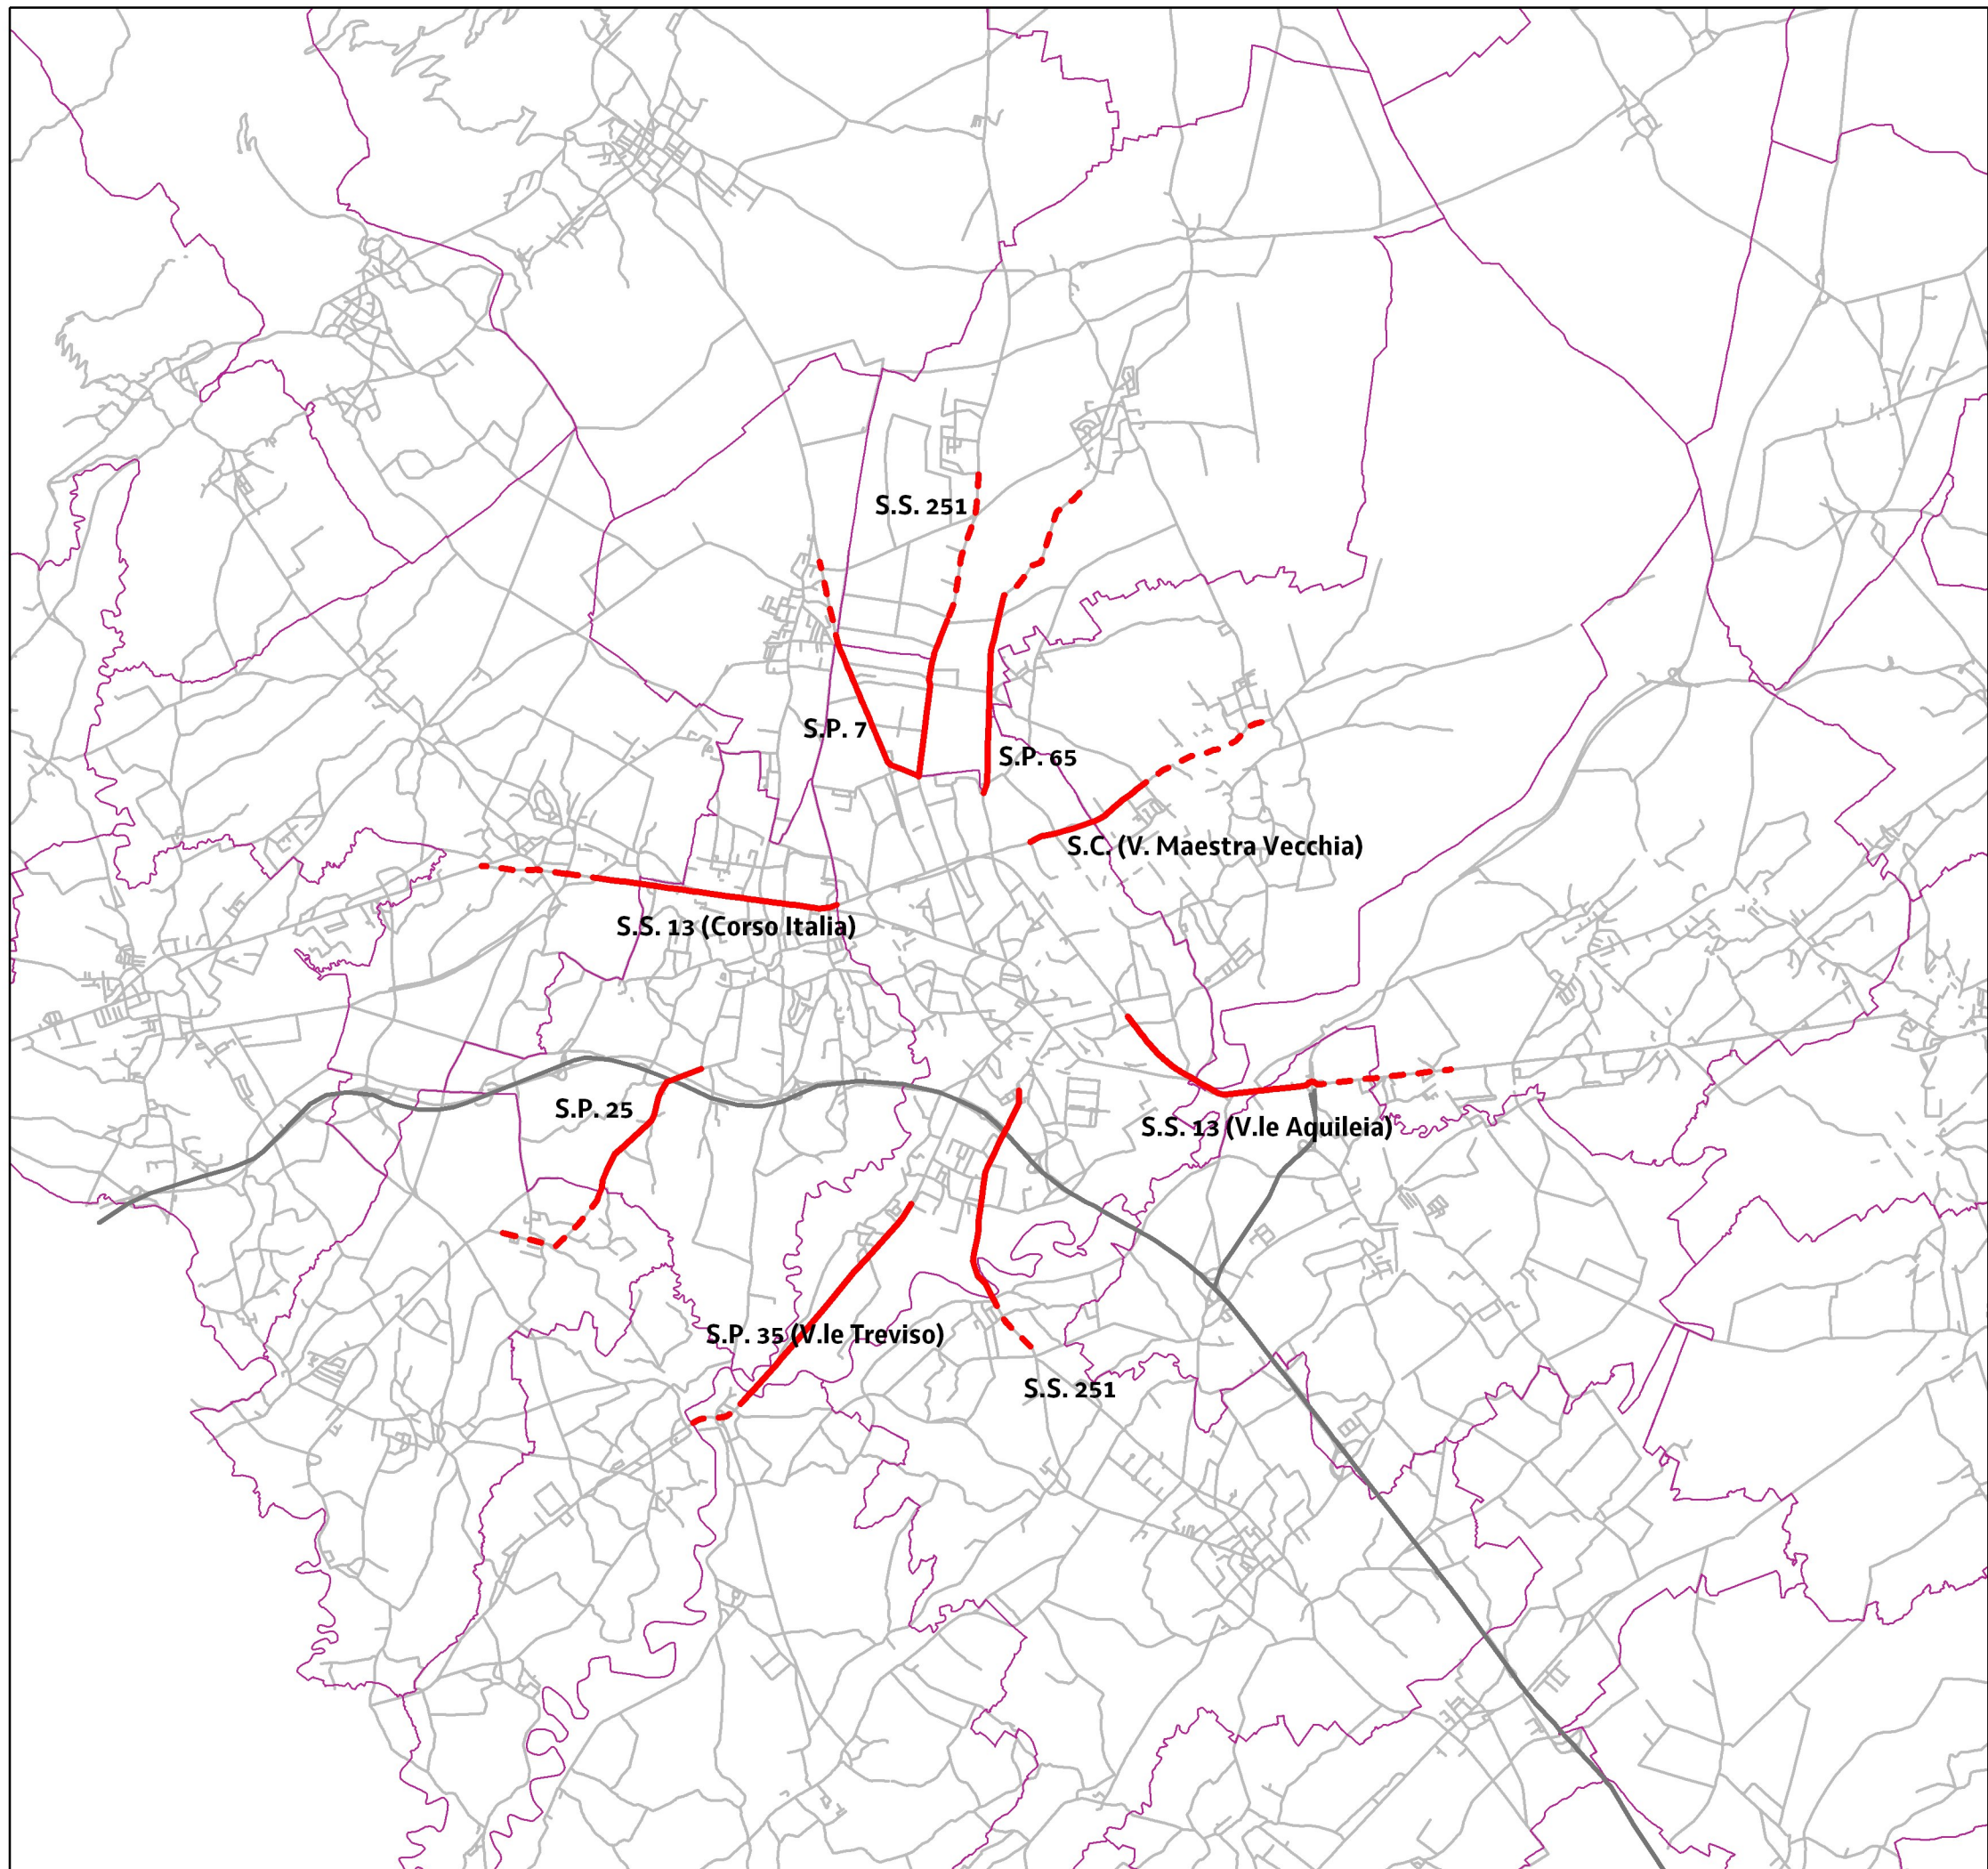 S.S. 251
S.P. 7
S.P. 65
S.C. (V. Maestra Vecchia)
S.S. 13 (Corso Italia)
S.P. 25
S.S. 13 (V.le Aquileia)
S.P. 35 (V.le Treviso)
S.S. 251